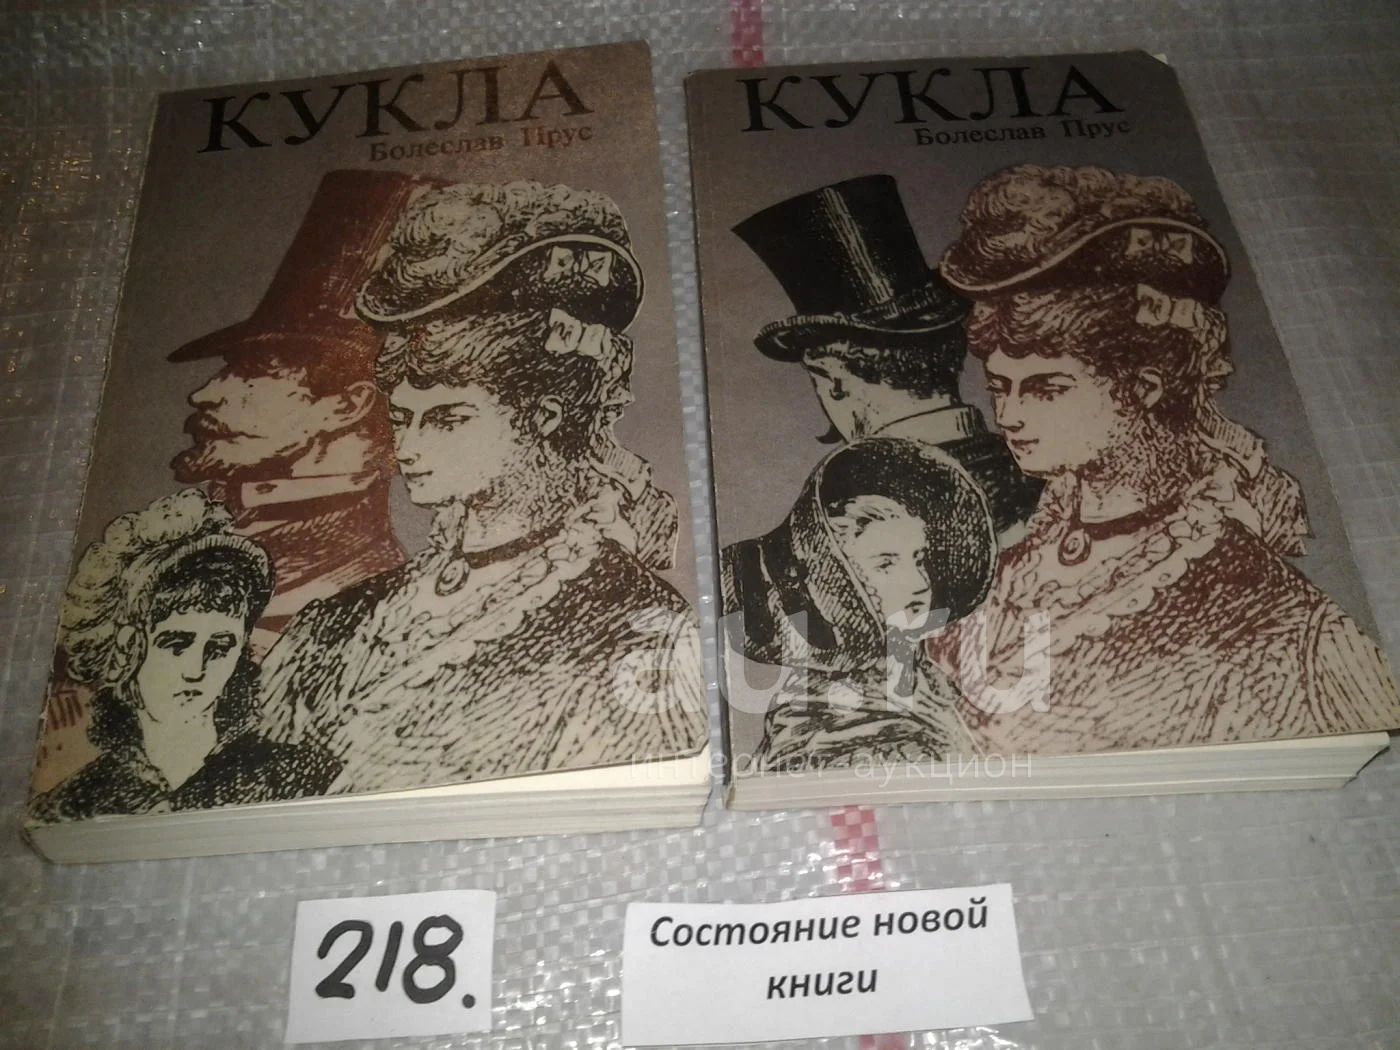 КУКЛА
Болеслав Прус
КУКЛА
Болеслав Прус
au.ru
интернет-аукцион
218.
Состояние новой
книги